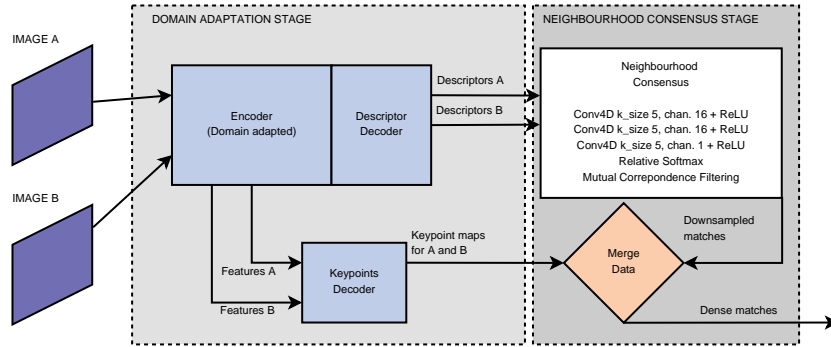 DOMAIN ADAPTATION STAGE
NEIGHBOURHOOD CONSENSUS STAGE
IMAGE A
IMAGE B
Encoder
(Domain adapted)
Descriptor
Decoder
Descriptors A
Descriptors B
Neighbourhood
Consensus
Conv4D k_size 5, chan. 16 + ReLU
Conv4D k_size 5, chan. 16 + ReLU
Conv4D k_size 5, chan. 1 + ReLU
Relative Softmax
Mutual Correpondence Filtering
Features A
Features B
Keypoints
Decoder
Keypoint maps
for A and B
Merge
Data
Downsampled
matches
Dense matches